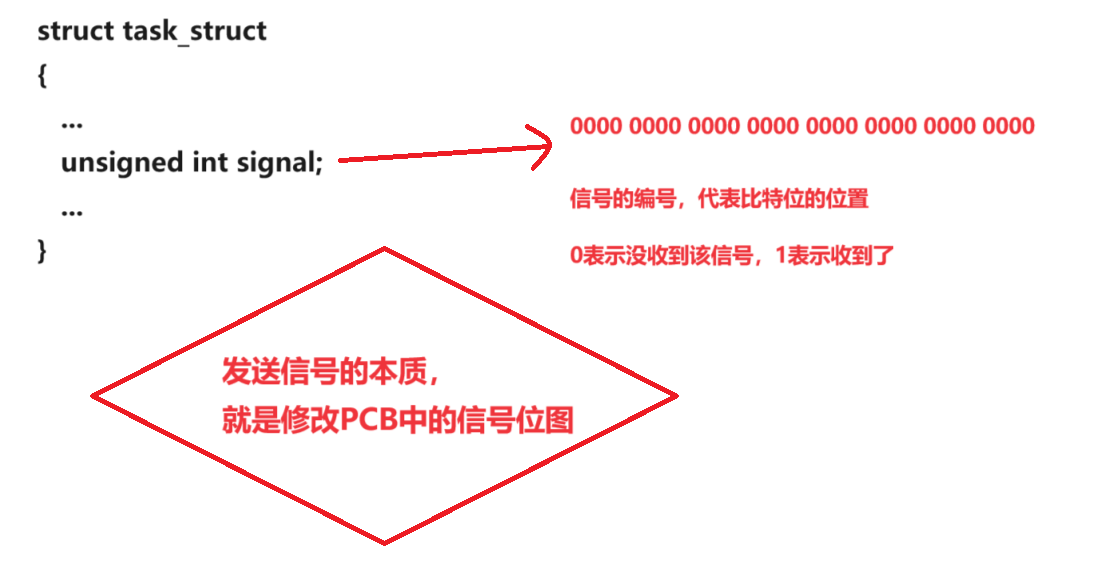 struct task_struct
{
...
unsigned int signal;
...
}
0000 0000 0000 0000 0000 0000 0000 0000
信号的编号，代表比特位的位置
0表示没收到该信号，1表示收到了
发送信号的本质，
就是修改PCB中的信号位图